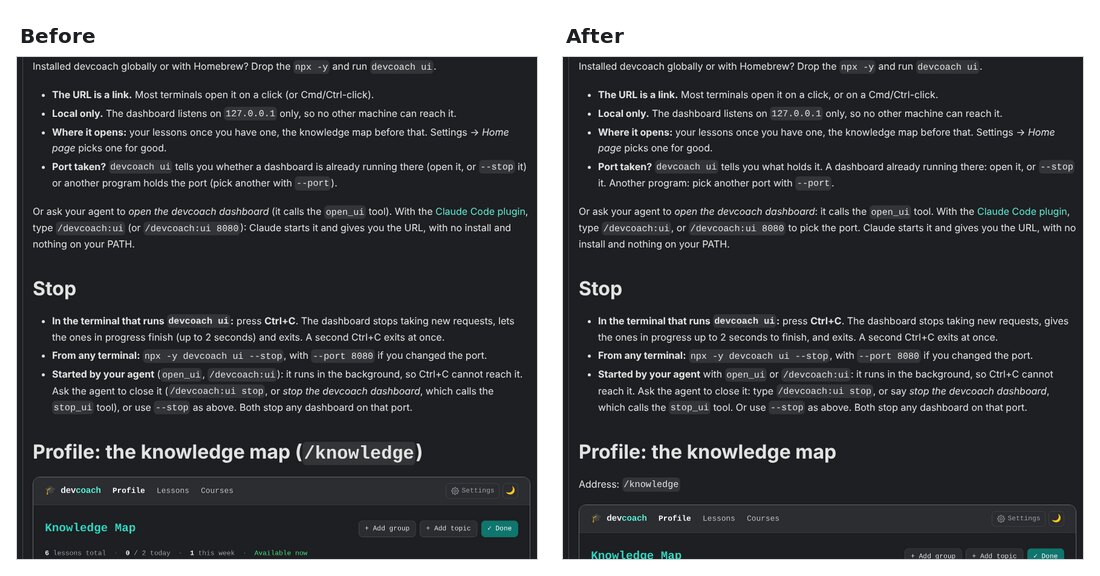 Before
Installed devcoach globally or with Homebrew? Drop the npx -y and run devcoach ui.
• The URL is a link. Most terminals open it on a click (or Cmd/Ctrl-click).
• Local only. The dashboard listens on 127.0.0.1 only, so no other machine can reach it.
• Where it opens: your lessons once you have one, the knowledge map before that. Settings → Home
page picks one for good.
• Port taken? devcoach ui tells you whether a dashboard is already running there (open it, or --stop it)
or another program holds the port (pick another with --port).
Or ask your agent to open the devcoach dashboard (it calls the open_ui tool). With the Claude Code plugin,
type /devcoach:ui (or /devcoach:ui 8080): Claude starts it and gives you the URL, with no install and
nothing on your PATH.
Stop
• In the terminal that runs devcoach ui: press Ctrl+C. The dashboard stops taking new requests, lets
the ones in progress finish (up to 2 seconds) and exits. A second Ctrl+C exits at once.
• From any terminal: npx -y devcoach ui --stop, with --port 8080 if you changed the port.
• Started by your agent (open_ui, /devcoach:ui): it runs in the background, so Ctrl+C cannot reach it.
Ask the agent to close it (/devcoach:ui stop, or stop the devcoach dashboard, which calls the
stop_ui tool), or use --stop as above. Both stop any dashboard on that port.
Profile: the knowledge map (/knowledge)
devcoach Profile Lessons Courses Settings
Knowledge Map + Add group + Add topic ✓ Done
6 lessons total · 0 / 2 today · 1 this week · Available now
After
Installed devcoach globally or with Homebrew? Drop the npx -y and run devcoach ui.
• The URL is a link. Most terminals open it on a click, or on a Cmd/Ctrl-click.
• Local only. The dashboard listens on 127.0.0.1 only, so no other machine can reach it.
• Where it opens: your lessons once you have one, the knowledge map before that. Settings → Home
page picks one for good.
• Port taken? devcoach ui tells you what holds it. A dashboard already running there: open it, or --stop
it. Another program: pick another port with --port.
Or ask your agent to open the devcoach dashboard: it calls the open_ui tool. With the Claude Code plugin,
type /devcoach:ui, or /devcoach:ui 8080 to pick the port. Claude starts it and gives you the URL, with no
install and nothing on your PATH.
Stop
• In the terminal that runs devcoach ui: press Ctrl+C. The dashboard stops taking new requests, gives
the ones in progress up to 2 seconds to finish, and exits. A second Ctrl+C exits at once.
• From any terminal: npx -y devcoach ui --stop, with --port 8080 if you changed the port.
• Started by your agent with open_ui or /devcoach:ui: it runs in the background, so Ctrl+C cannot
reach it. Ask the agent to close it: type /devcoach:ui stop, or say stop the devcoach dashboard,
which calls the stop_ui tool. Or use --stop as above. Both stop any dashboard on that port.
Profile: the knowledge map
Address: /knowledge
devcoach Profile Lessons Courses Settings
Knowledge Map + Add group + Add topic ✓ Done